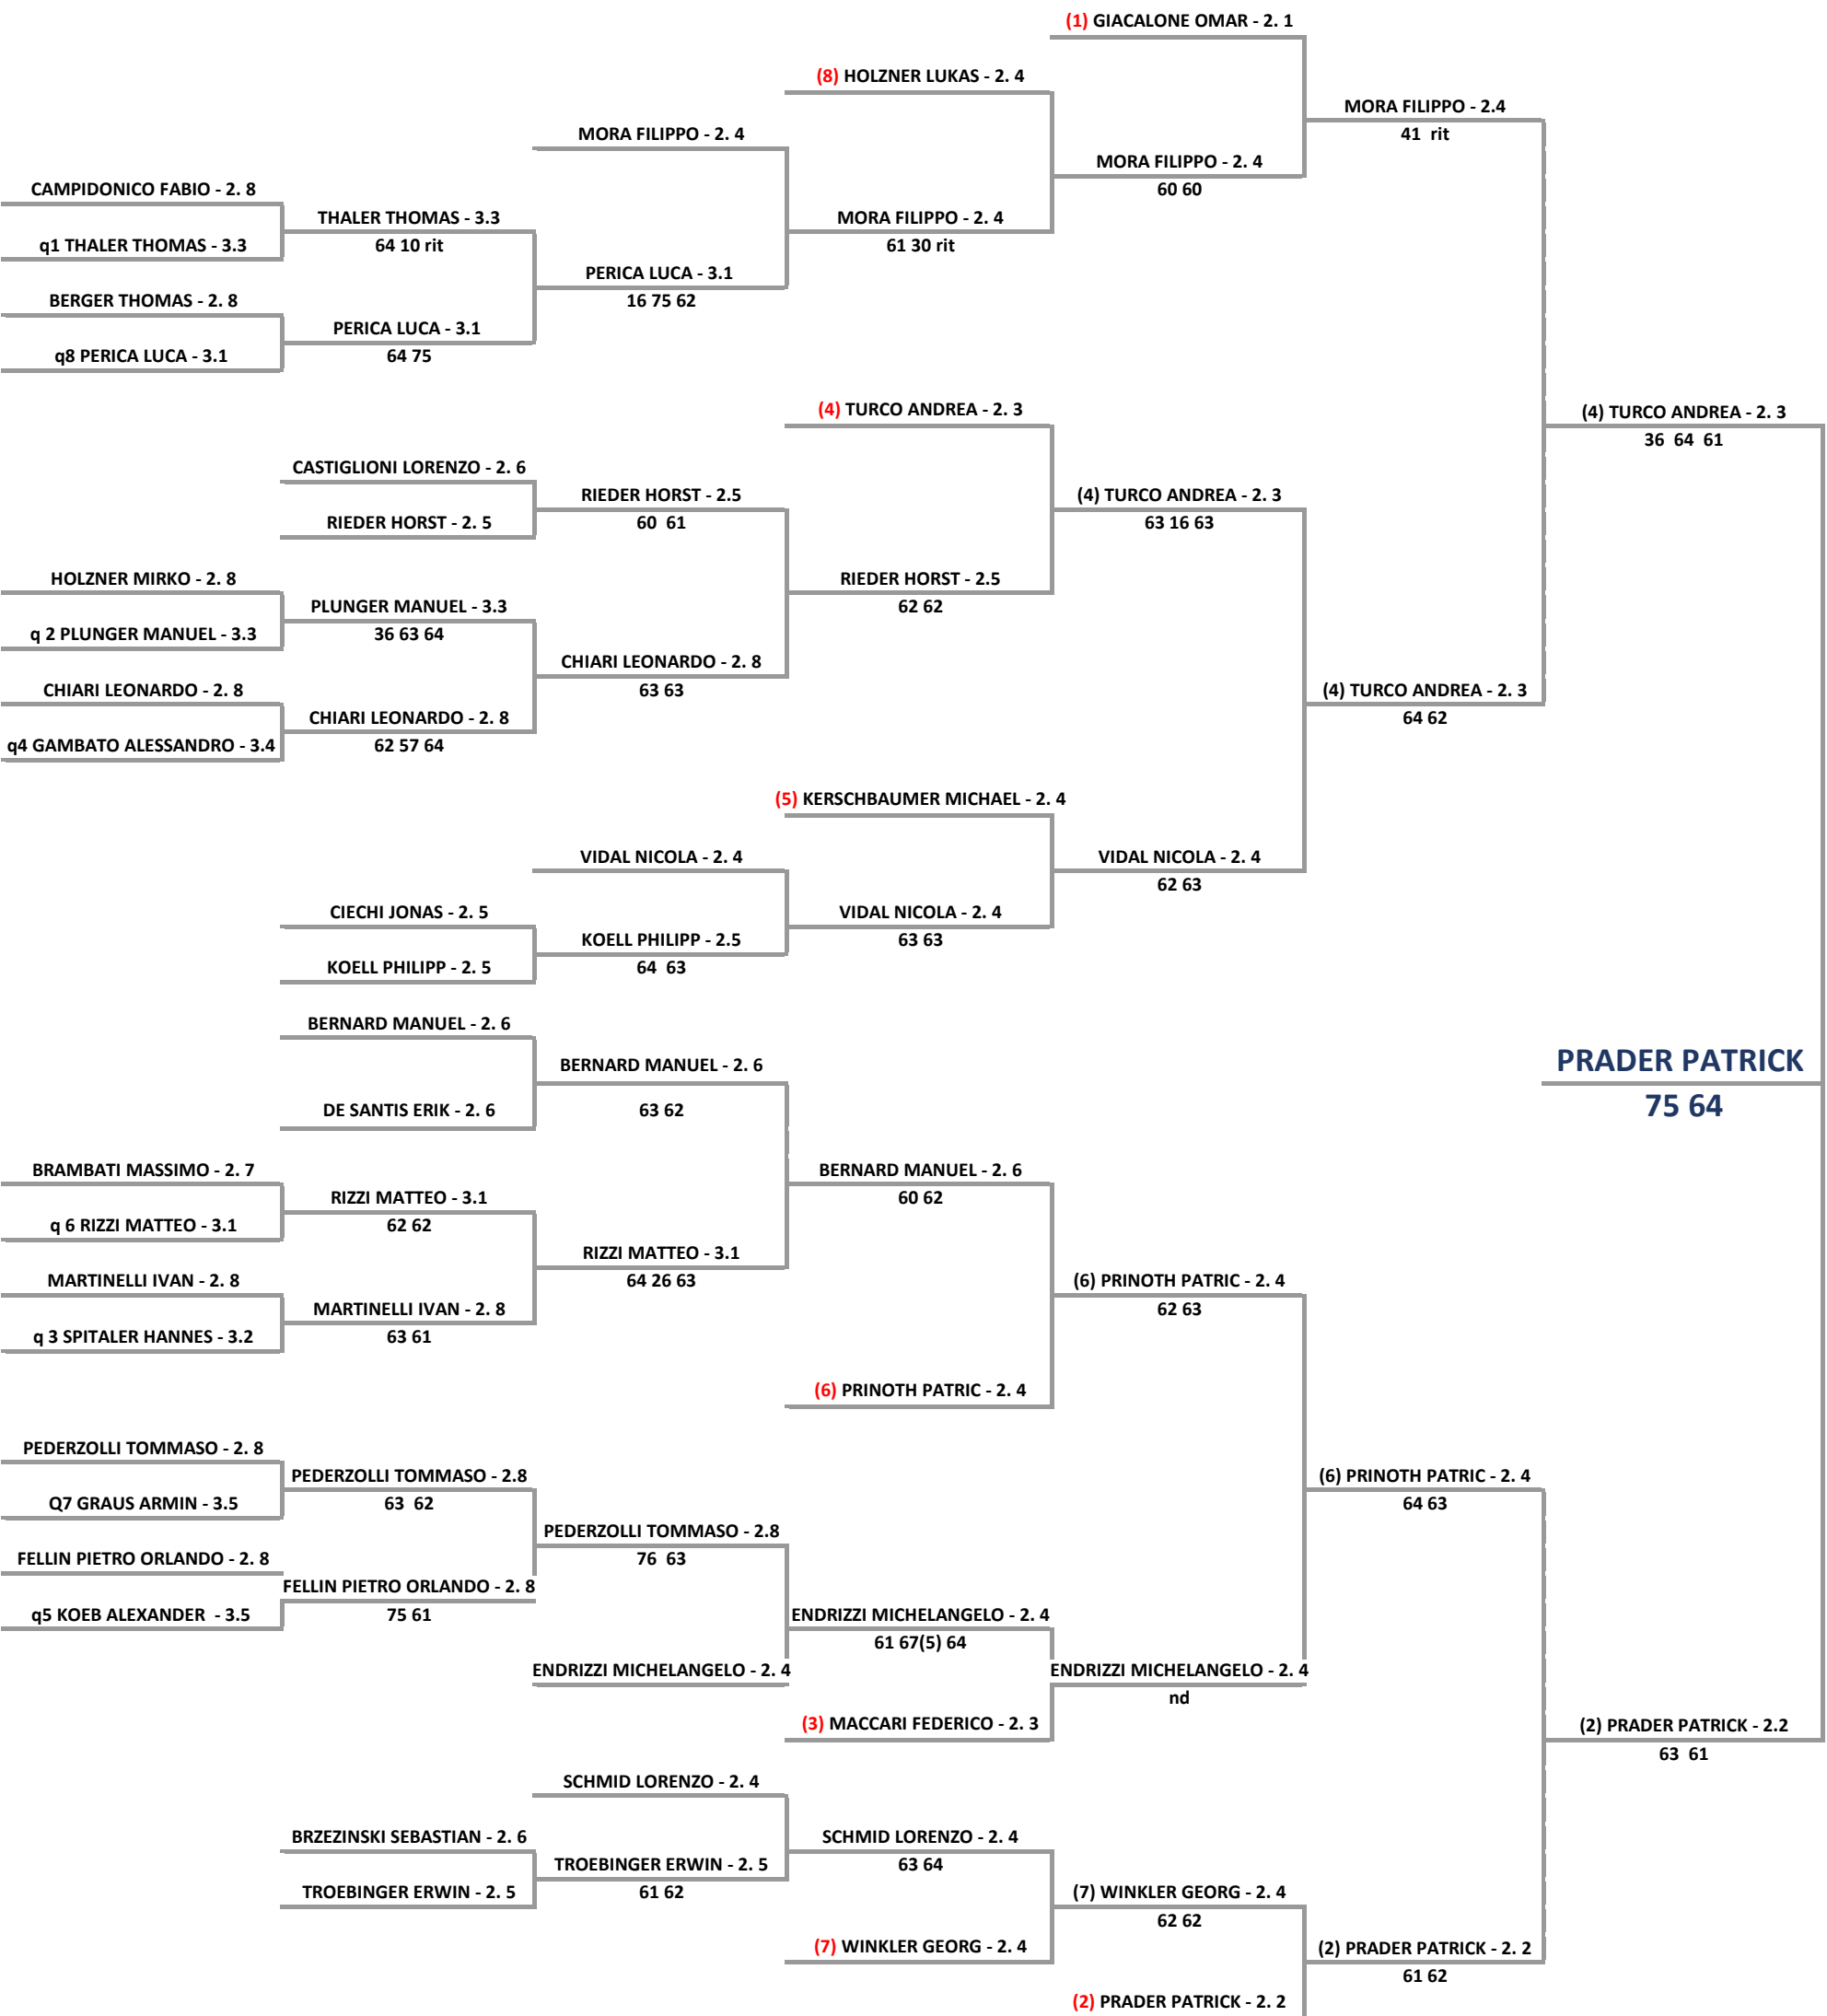 (1) GIACALONE OMAR - 2. 1
(8) HOLZNER LUKAS - 2. 4
MORA FILIPPO - 2.4
41 rit
MORA FILIPPO - 2. 4
MORA FILIPPO - 2. 4
60 60
CAMPIDONICO FABIO - 2. 8
THALER THOMAS - 3.3
64 10 rit
MORA FILIPPO - 2. 4
61 30 rit
q1 THALER THOMAS - 3.3
PERICA LUCA - 3.1
16 75 62
BERGER THOMAS - 2. 8
PERICA LUCA - 3.1
64 75
q8 PERICA LUCA - 3.1
(4) TURCO ANDREA - 2. 3
(4) TURCO ANDREA - 2. 3
36 64 61
CASTIGLIONI LORENZO - 2. 6
RIEDER HORST - 2.5
60 61
(4) TURCO ANDREA - 2. 3
63 16 63
RIEDER HORST - 2. 5
HOLZNER MIRKO - 2. 8
RIEDER HORST - 2.5
62 62
PLUNGER MANUEL - 3.3
36 63 64
q 2 PLUNGER MANUEL - 3.3
CHIARI LEONARDO - 2. 8
63 63
CHIARI LEONARDO - 2. 8
(4) TURCO ANDREA - 2. 3
64 62
CHIARI LEONARDO - 2. 8
62 57 64
q4 GAMBATO ALESSANDRO - 3.4
(5) KERSCHBAUMER MICHAEL - 2. 4
VIDAL NICOLA - 2. 4
VIDAL NICOLA - 2. 4
62 63
CIECHI JONAS - 2. 5
VIDAL NICOLA - 2. 4
63 63
KOELL PHILIPP - 2.5
64 63
KOELL PHILIPP - 2. 5
BERNARD MANUEL - 2. 6
BERNARD MANUEL - 2. 6
63 62
PRADER PATRICK
75 64
DE SANTIS ERIK - 2. 6
BRAMBATI MASSIMO - 2. 7
BERNARD MANUEL - 2. 6
60 62
RIZZI MATTEO - 3.1
62 62
q 6 RIZZI MATTEO - 3.1
RIZZI MATTEO - 3.1
64 26 63
MARTINELLI IVAN - 2. 8
(6) PRINOTH PATRIC - 2. 4
62 63
MARTINELLI IVAN - 2. 8
63 61
q 3 SPITALER HANNES - 3.2
(6) PRINOTH PATRIC - 2. 4
PEDERZOLLI TOMMASO - 2. 8
PEDERZOLLI TOMMASO - 2.8
63 62
(6) PRINOTH PATRIC - 2. 4
64 63
Q7 GRAUS ARMIN - 3.5
PEDERZOLLI TOMMASO - 2.8
76 63
FELLIN PIETRO ORLANDO - 2. 8
FELLIN PIETRO ORLANDO - 2. 8
75 61
q5 KOEB ALEXANDER - 3.5
ENDRIZZI MICHELANGELO - 2. 4
61 67(5) 64
ENDRIZZI MICHELANGELO - 2. 4
ENDRIZZI MICHELANGELO - 2. 4
nd
(3) MACCARI FEDERICO - 2. 3
(2) PRADER PATRICK - 2.2
63 61
SCHMID LORENZO - 2. 4
BRZEZINSKI SEBASTIAN - 2. 6
SCHMID LORENZO - 2. 4
63 64
TROEBINGER ERWIN - 2. 5
61 62
TROEBINGER ERWIN - 2. 5
(7) WINKLER GEORG - 2. 4
62 62
(7) WINKLER GEORG - 2. 4
(2) PRADER PATRICK - 2. 2
61 62
(2) PRADER PATRICK - 2. 2